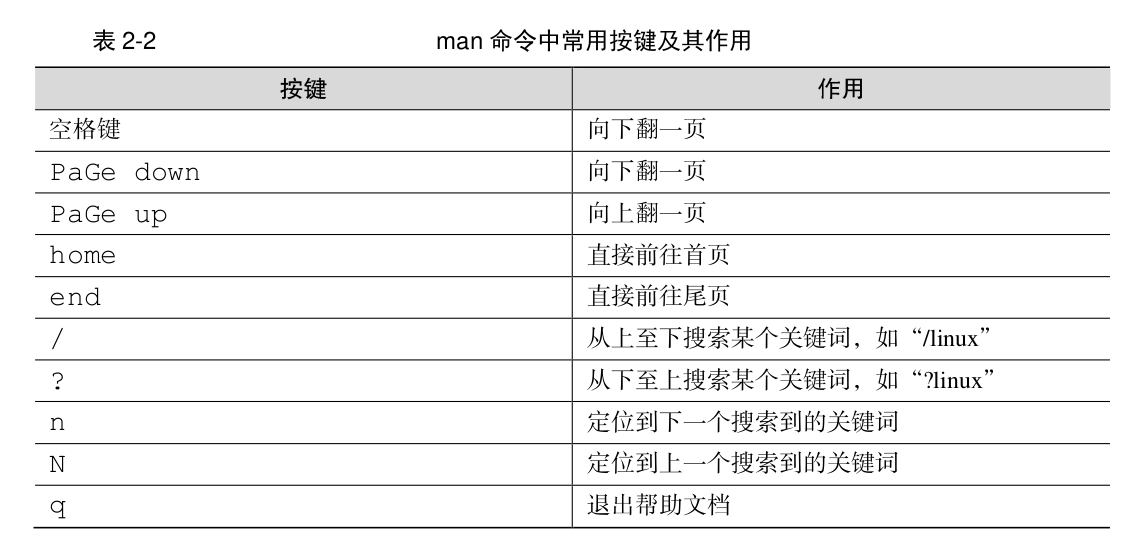 表 2-2 man 命令中常用按键及其作用
按键 作用
空格键 向下翻一页
PaGe down 向下翻一页
PaGe up 向上翻一页
home 直接前往首页
end 直接前往尾页
/ 从上至下搜索某个关键词，如“/linux”
? 从下至上搜索某个关键词，如“?linux”
n 定位到下一个搜索到的关键词
N 定位到上一个搜索到的关键词
q 退出帮助文档